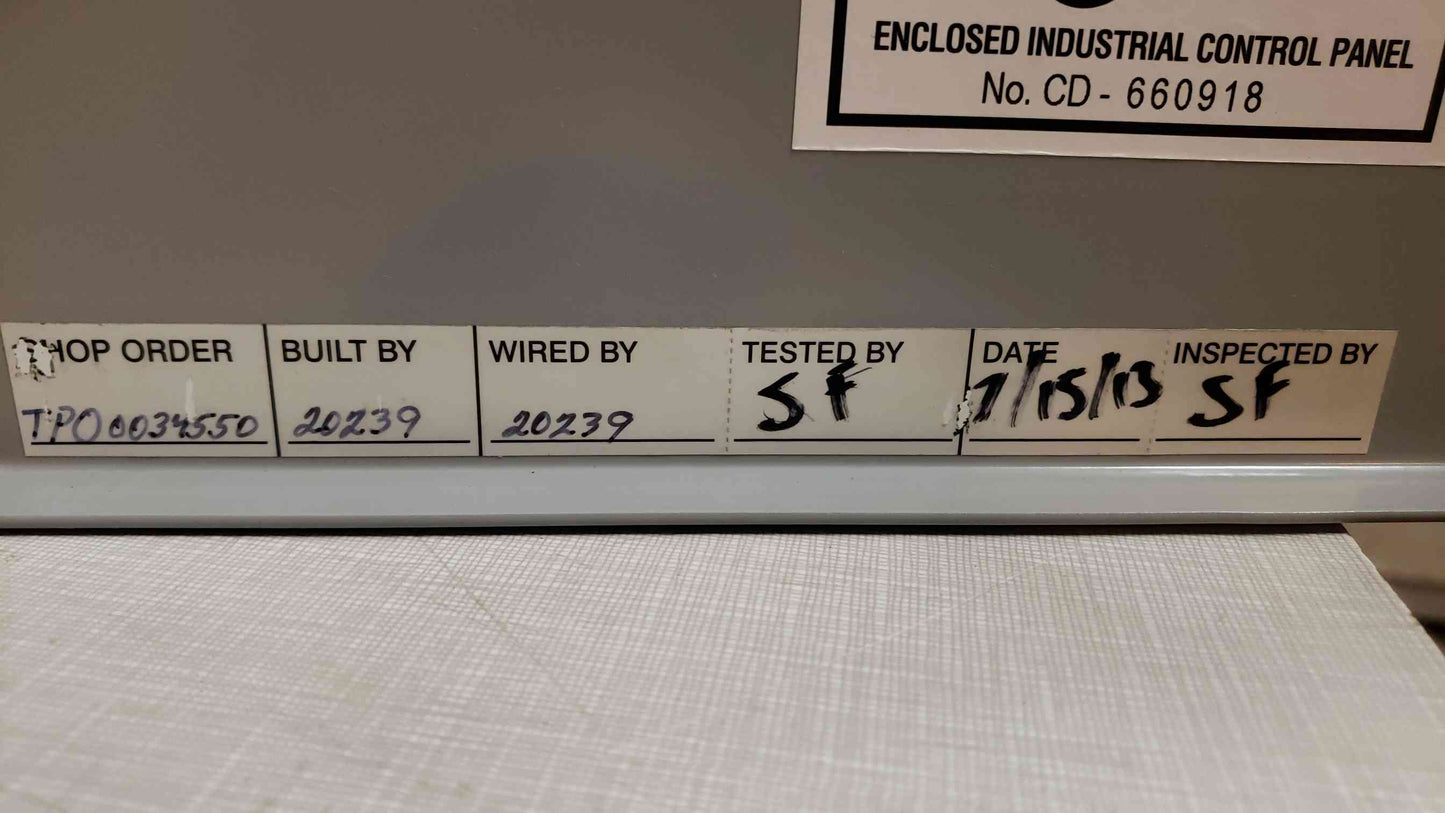 ENCLOSED INDUSTRIAL CONTROL PANEL
No. CD - 660918
SHOP ORDER BUILT BY WIRED BY TESTED BY DATE INSPECTED BY
TPO0034550 20239 20239 SF 7/15/13 SF